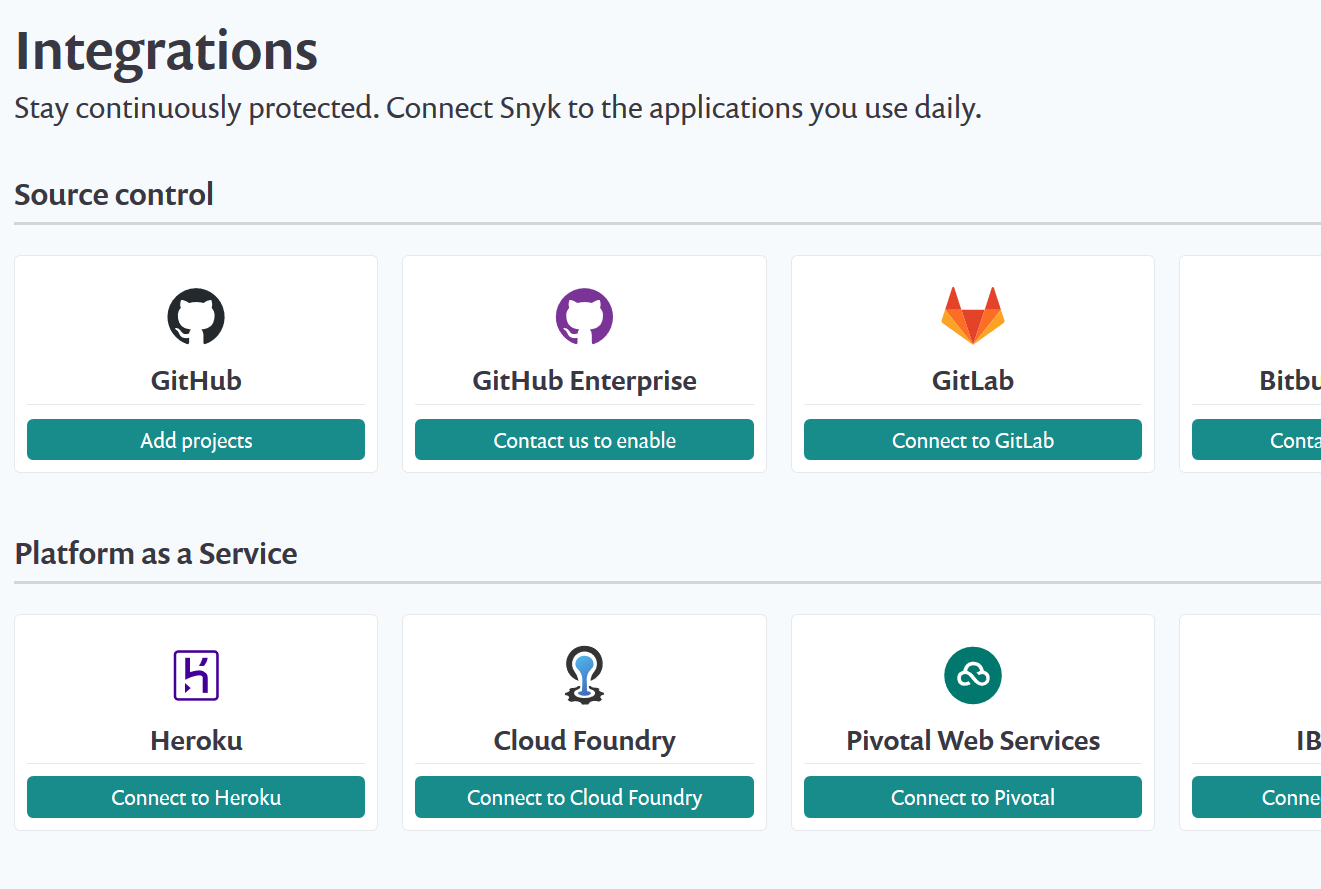 Integrations
Stay continuously protected. Connect Snyk to the applications you use daily.
Source control
GitHub
GitHub Enterprise
GitLab
Bitbu
Add projects
Contact us to enable
Connect to GitLab
Conta
Platform as a Service
Heroku
Cloud Foundry
Pivotal Web Services
IB
Connect to Heroku
Connect to Cloud Foundry
Connect to Pivotal
Conne